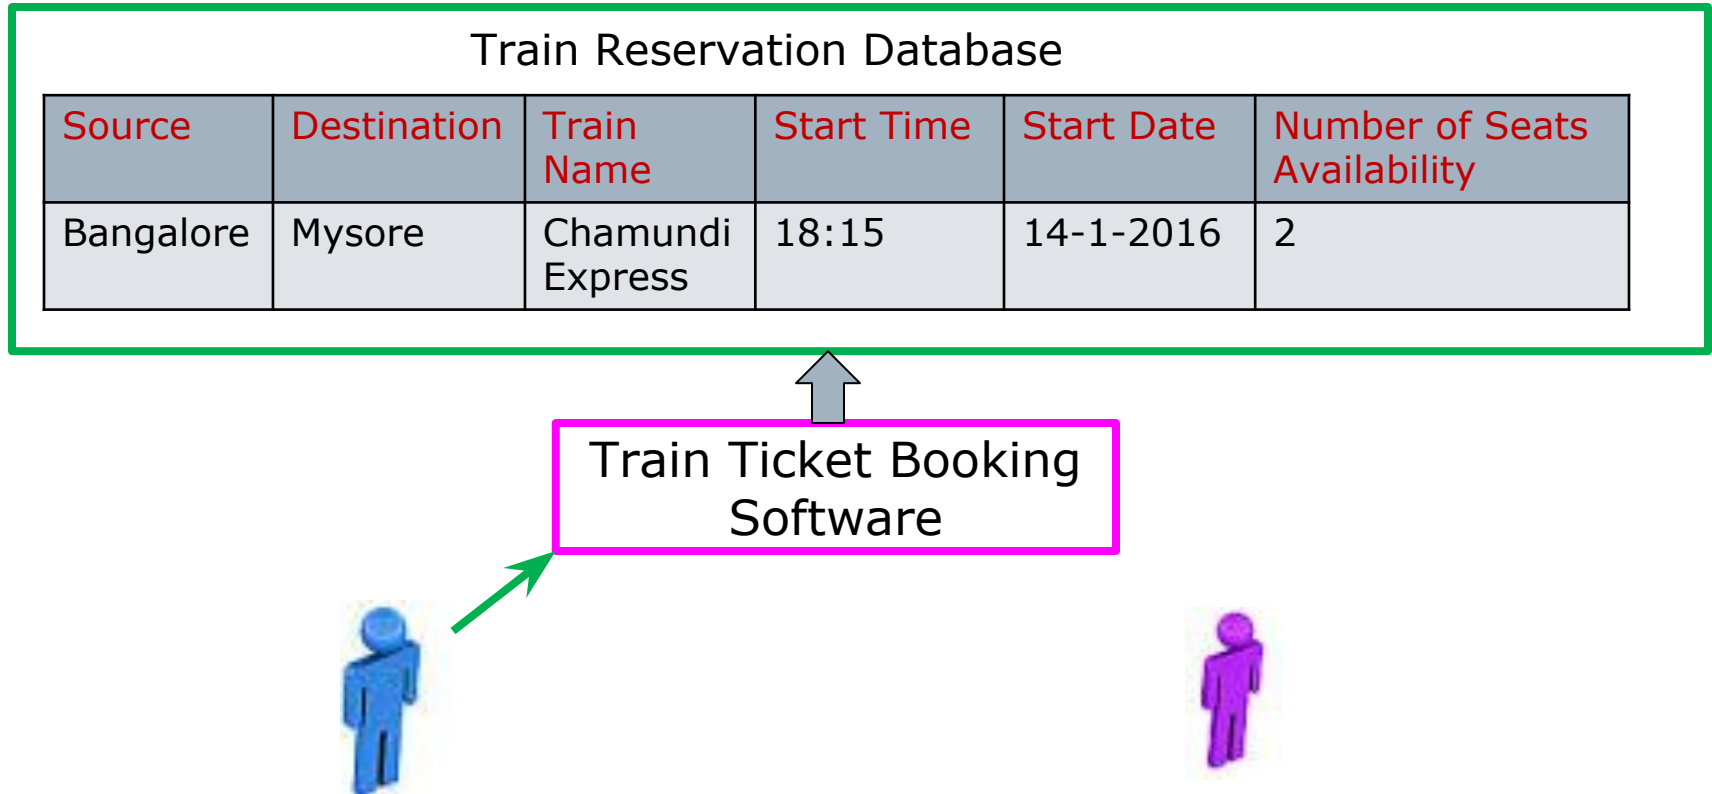 Train Reservation Database
Source Destination Train Name Start Time Start Date Number of Seats Availability
Bangalore Mysore Chamundi Express 18:15 14-1-2016 2
Train Ticket Booking
Software